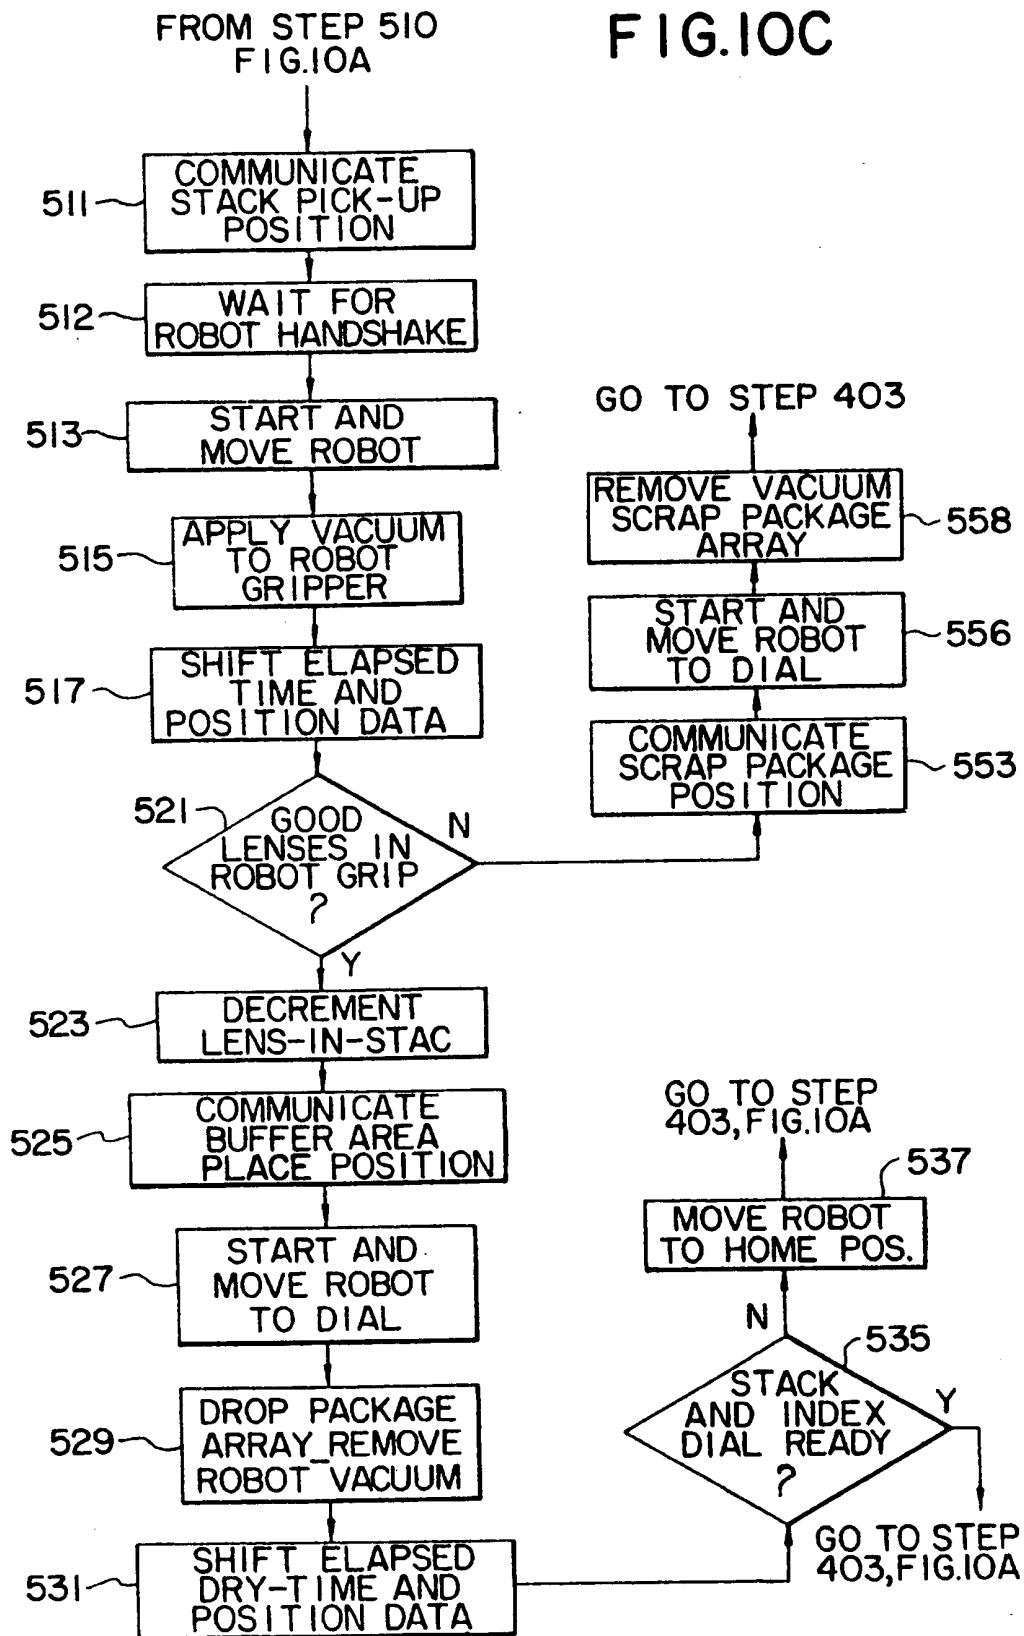 FROM STEP 510
FIG.10A
FIG.10C
511
COMMUNICATE
STACK PICK-UP
POSITION
512
WAIT FOR
ROBOT HANDSHAKE
513
START AND
MOVE ROBOT
515
APPLY VACUUM
TO ROBOT
GRIPPER
517
SHIFT ELAPSED
TIME AND
POSITION DATA
521
GOOD
LENSES IN
ROBOT GRIP
?
N
Y
GO TO STEP 403
REMOVE VACUUM
SCRAP PACKAGE
ARRAY
558
START AND
MOVE ROBOT
TO DIAL
556
COMMUNICATE
SCRAP PACKAGE
POSITION
553
523
DECREMENT
LENS-IN-STAC
525
COMMUNICATE
BUFFER AREA
PLACE POSITION
527
START AND
MOVE ROBOT
TO DIAL
529
DROP PACKAGE
ARRAY_REMOVE
ROBOT VACUUM
531
SHIFT ELAPSED
DRY-TIME AND
POSITION DATA
GO TO STEP
403,FIG.10A
537
MOVE ROBOT
TO HOME POS.
N
535
STACK
AND INDEX
DIAL READY
?
Y
GO TO STEP
403,FIG.10A